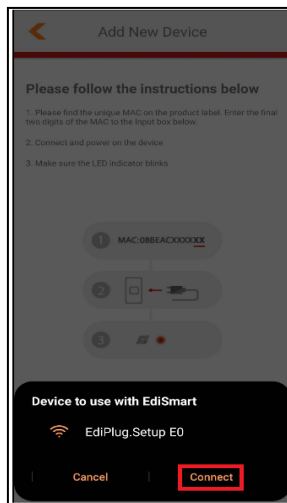 Add New Device
Please follow the instructions below
1. Please find the unique MAC on the product label. Enter the final
two digits of the MAC to the input box below.
2. Connect and power on the device
3. Make sure the LED indicator blinks
1 MAC:08BEACXXXXXX
2
3
Device to use with EdiSmart
EdiPlug.Setup E0
Cancel Connect